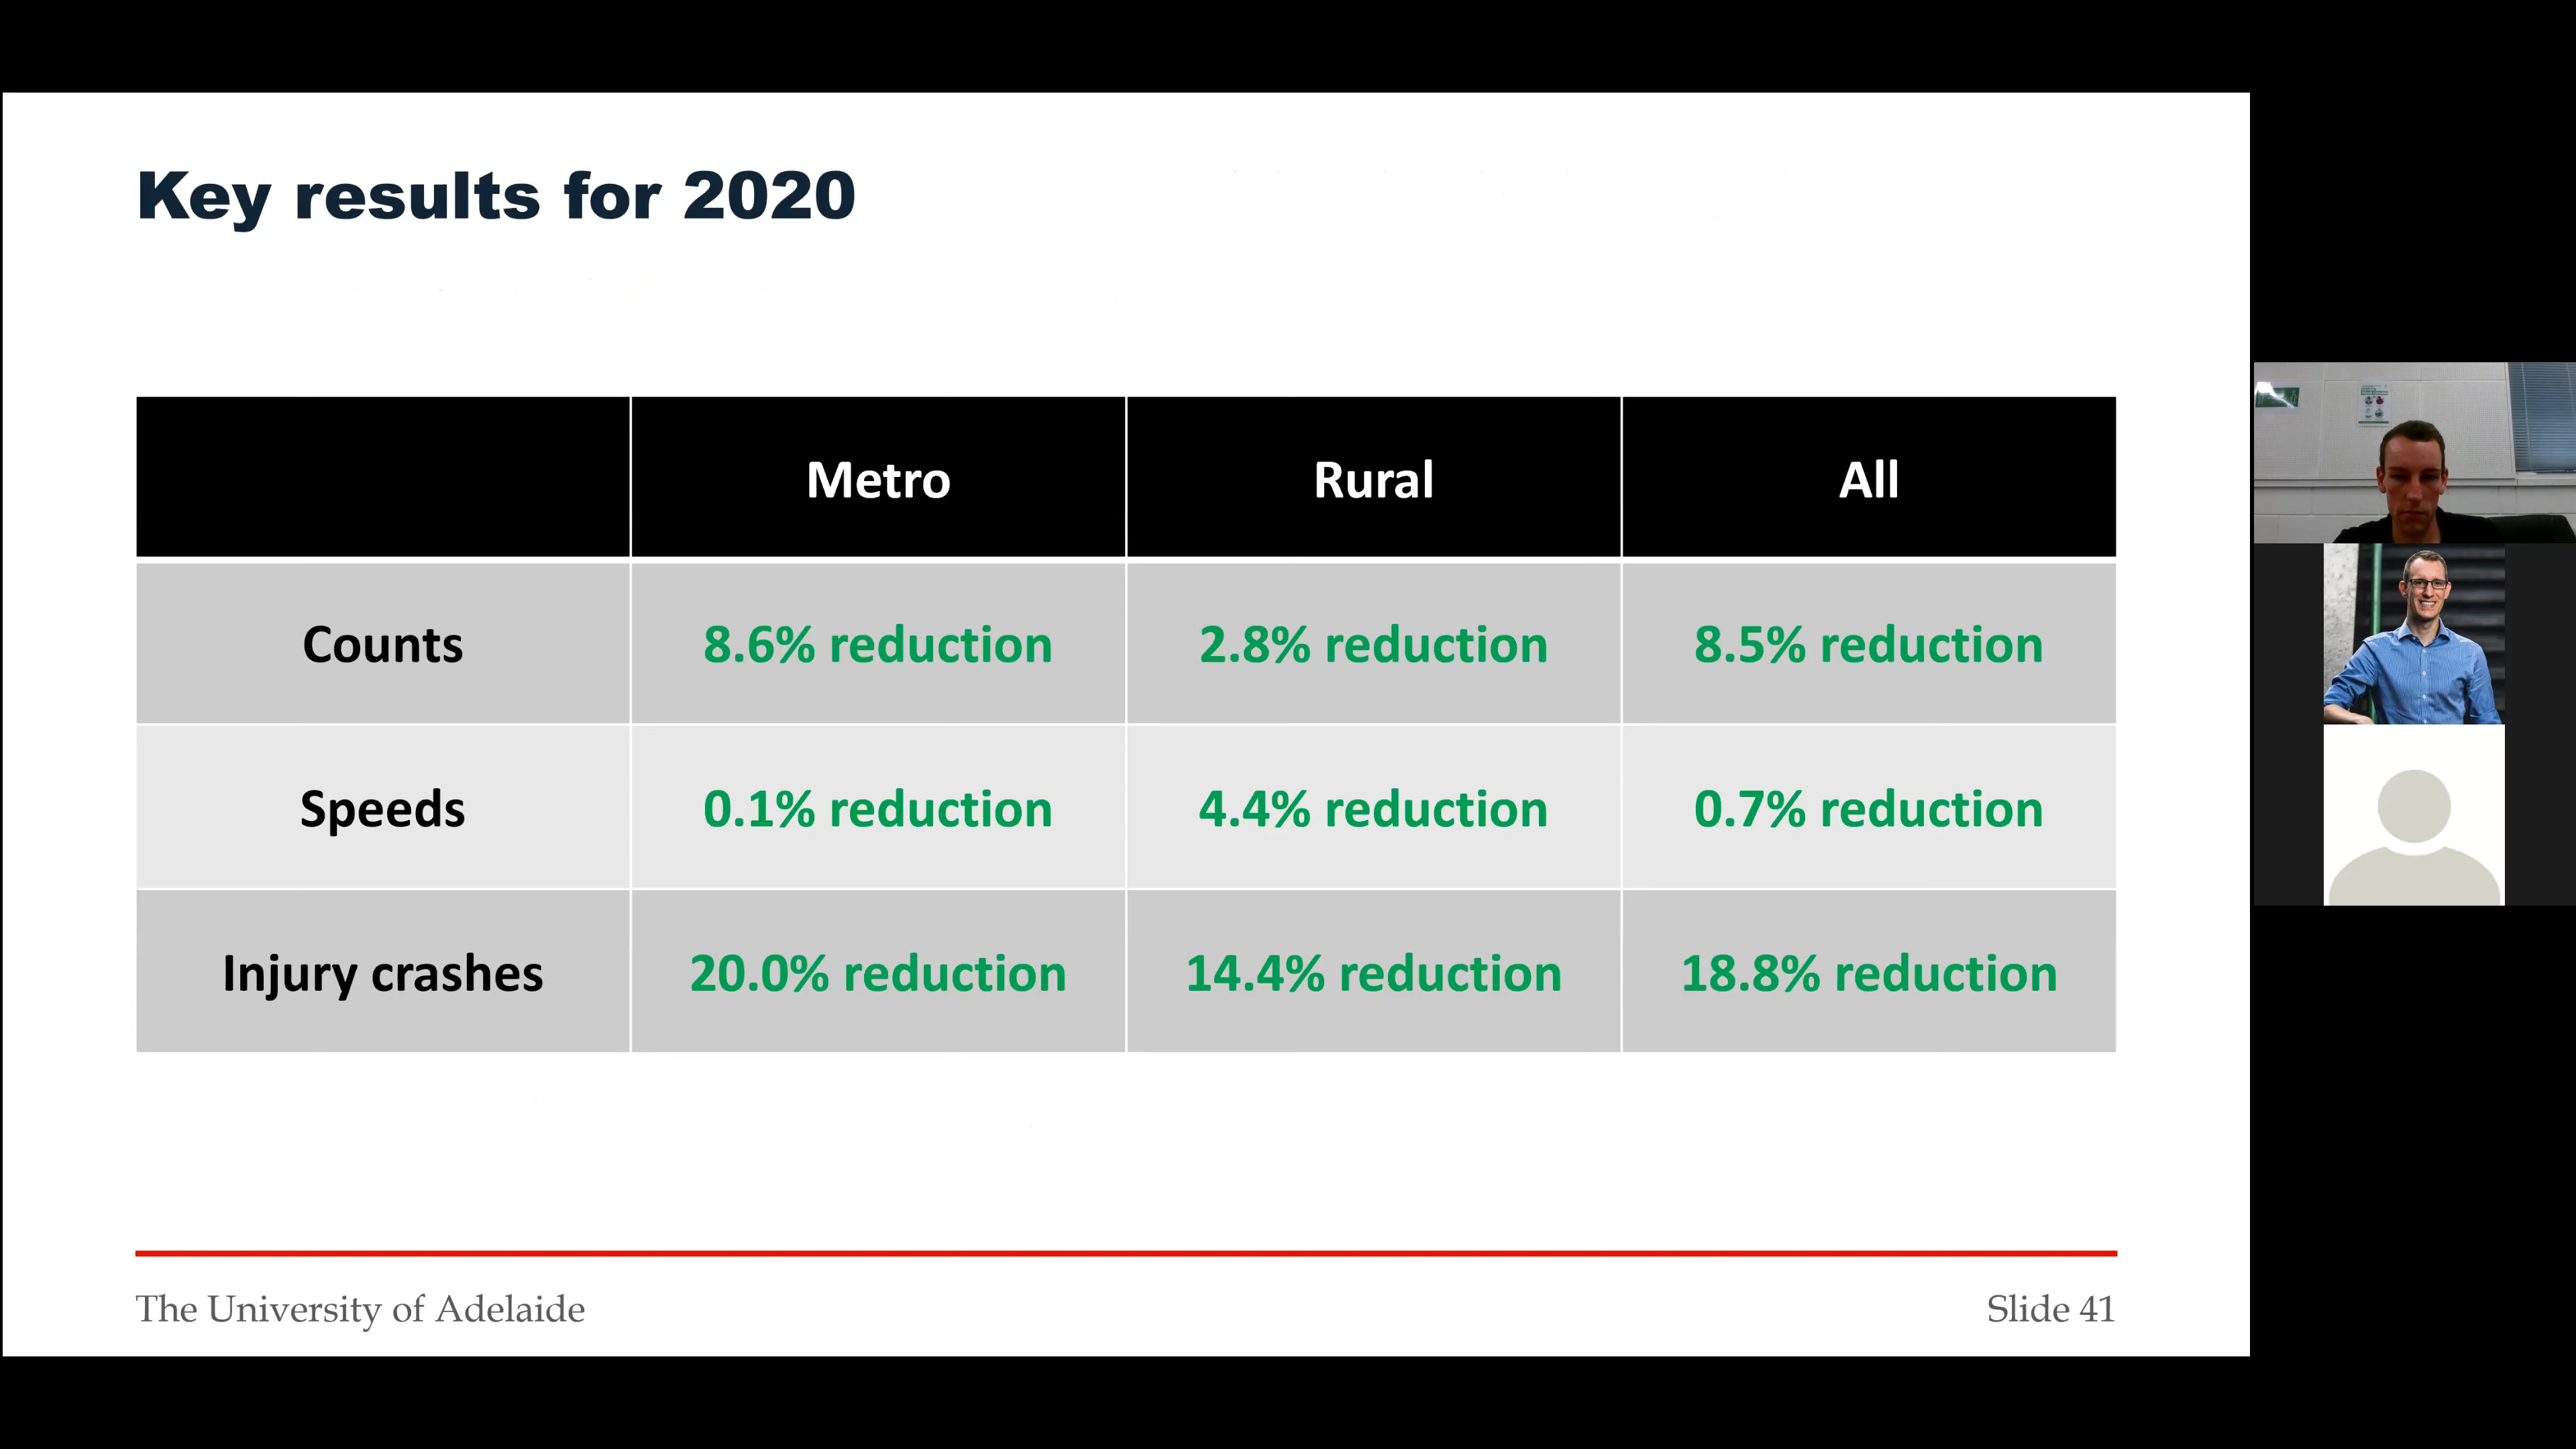 Key results for 2020
Metro Rural All
Counts 8.6% reduction 2.8% reduction 8.5% reduction
Speeds 0.1% reduction 4.4% reduction 0.7% reduction
Injury crashes 20.0% reduction 14.4% reduction 18.8% reduction
The University of Adelaide Slide 41